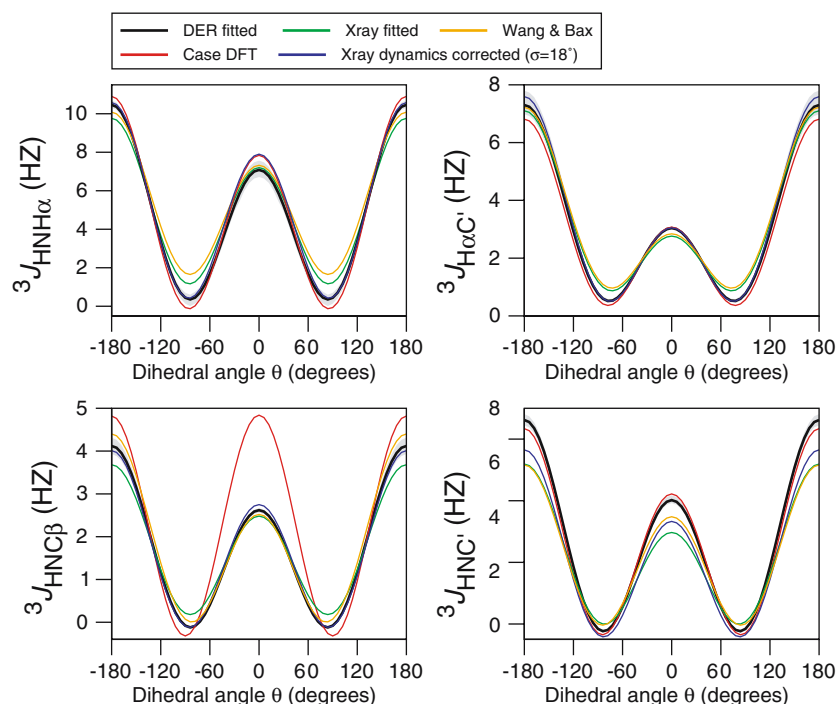 DER fitted
Xray fitted
Wang & Bax
Case DFT
Xray dynamics corrected (σ=18˚)
³JHNHα (HZ)
10
8
6
4
2
0
-180 -120 -60 0 60 120 180
Dihedral angle θ (degrees)
³JHαC' (HZ)
8
6
4
2
0
-180 -120 -60 0 60 120 180
Dihedral angle θ (degrees)
³JHNCβ (HZ)
5
4
3
2
1
0
-180 -120 -60 0 60 120 180
Dihedral angle θ (degrees)
³JHNC' (HZ)
8
6
4
2
0
-180 -120 -60 0 60 120 180
Dihedral angle θ (degrees)